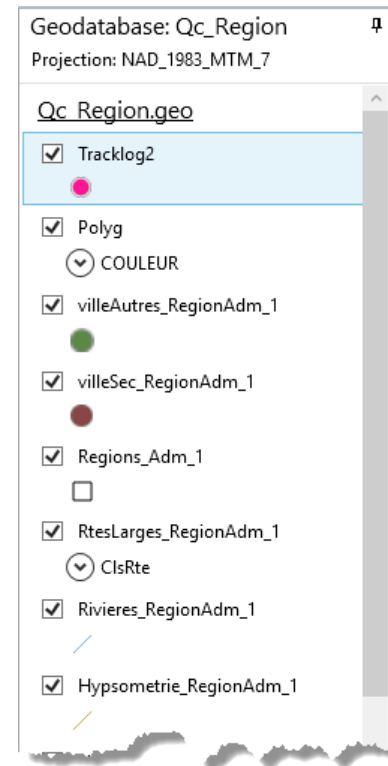 Geodatabase: Qc_Region
Projection: NAD_1983_MTM_7
Qc_Region.geo
Tracklog2
Polyg
COULEUR
villeAutres_RegionAdm_1
villeSec_RegionAdm_1
Regions_Adm_1
RtesLarges_RegionAdm_1
ClsRte
Rivieres_RegionAdm_1
Hypsometrie_RegionAdm_1